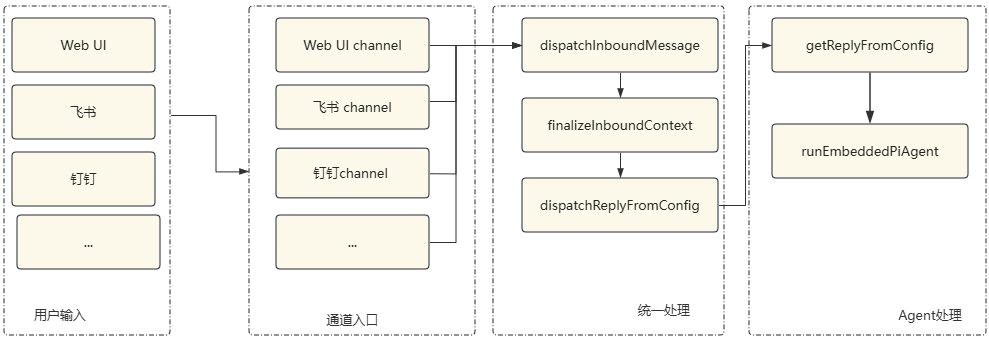 Web UI
飞书
钉钉
...
用户输入
Web UI channel
飞书 channel
钉钉channel
...
通道入口
dispatchInboundMessage
finalizeInboundContext
dispatchReplyFromConfig
统一处理
getReplyFromConfig
runEmbeddedPiAgent
Agent处理